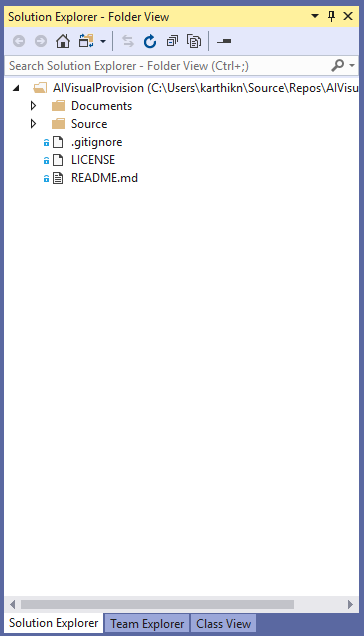 Solution Explorer - Folder View
Search Solution Explorer - Folder View (Ctrl+;)
AIVisualProvision (C:\Users\karthikn\Source\Repos\AIVisu
Documents
Source
.gitignore
LICENSE
README.md
Solution Explorer Team Explorer Class View